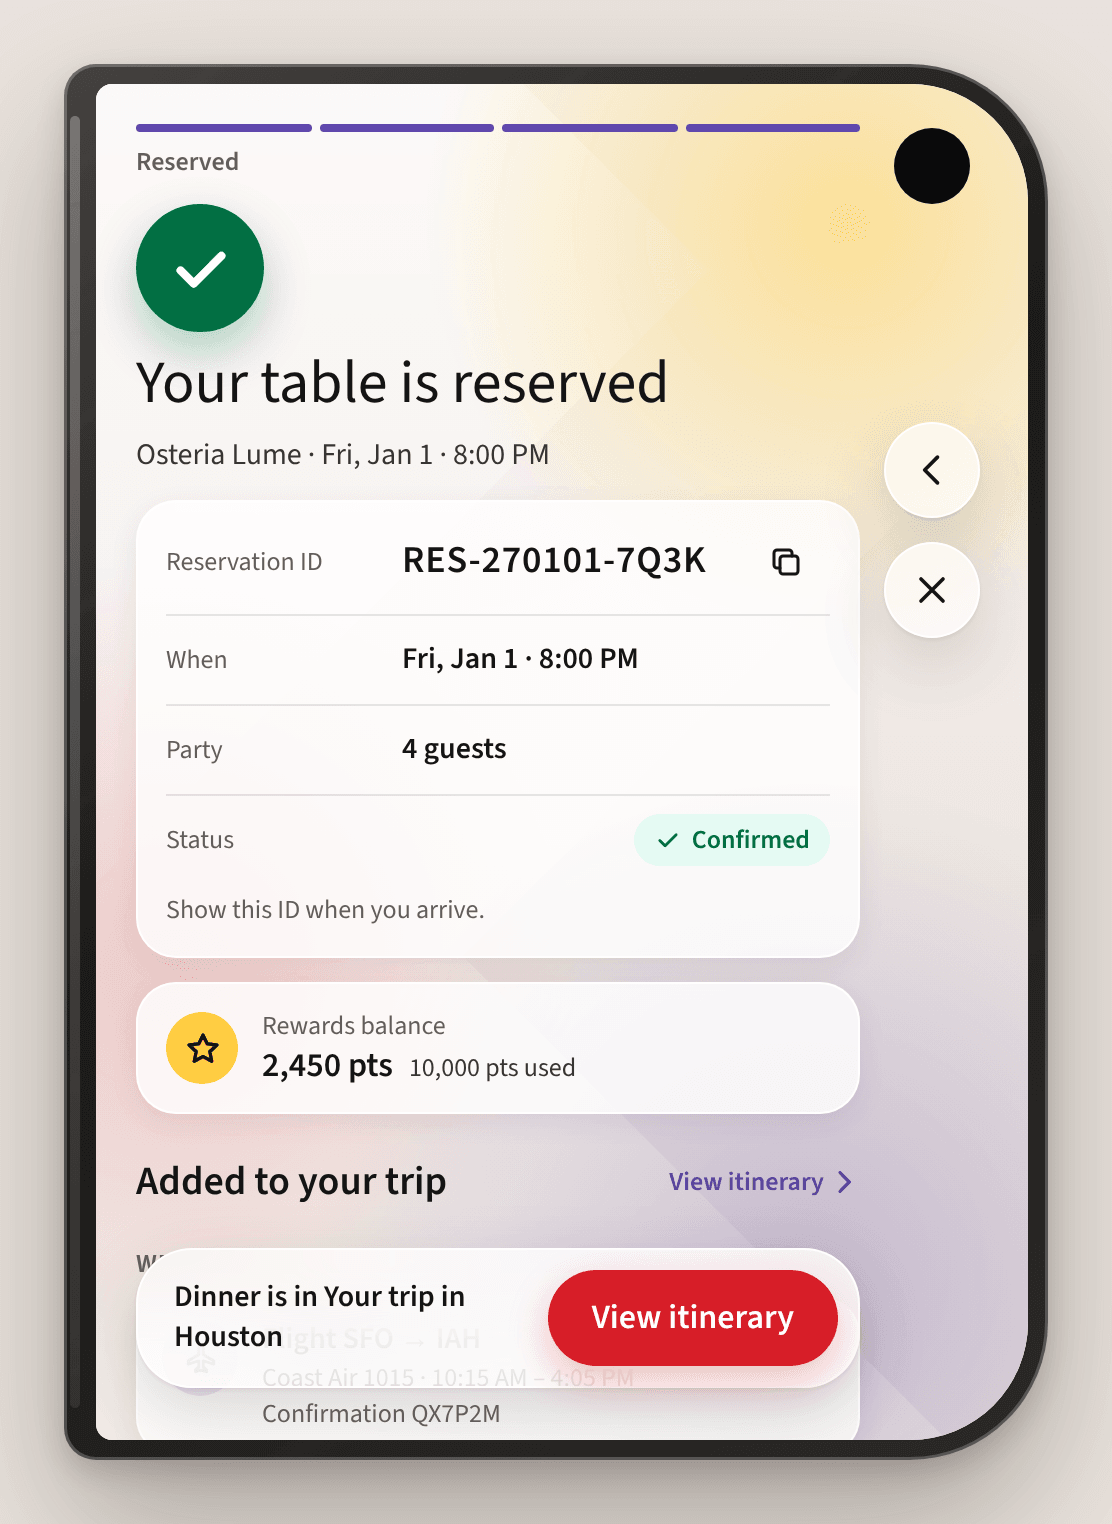 Reserved
Your table is reserved
Osteria Lume · Fri, Jan 1 · 8:00 PM
Reservation ID RES-270101-7Q3K
When Fri, Jan 1 · 8:00 PM
Party 4 guests
Status Confirmed
Show this ID when you arrive.
Rewards balance
2,450 pts 10,000 pts used
Added to your trip View itinerary
Dinner is in Your trip in
Houston
View itinerary
Flight SFO → IAH
Coast Air 1015 · 10:15 AM – 4:05 PM
Confirmation QX7P2M